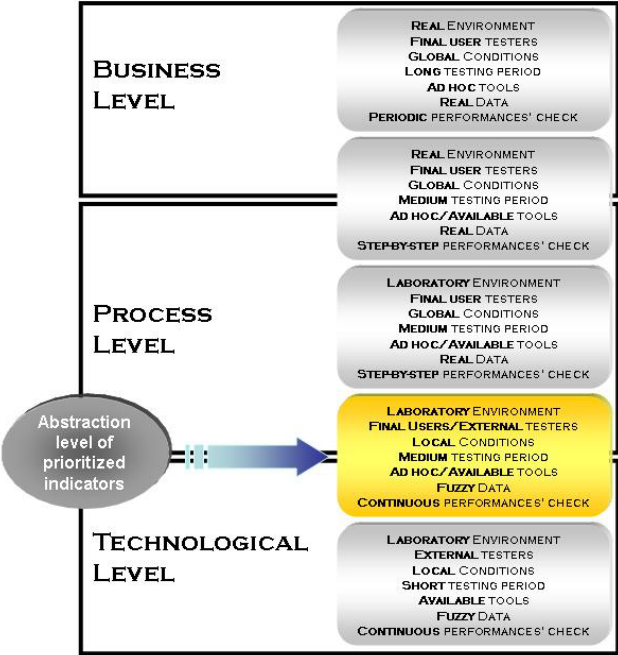 BUSINESS
LEVEL
REAL ENVIRONMENT
FINAL USER TESTERS
GLOBAL CONDITIONS
LONG TESTING PERIOD
AD HOC TOOLS
REAL DATA
PERIODIC PERFORMANCES' CHECK
REAL ENVIRONMENT
FINAL USER TESTERS
GLOBAL CONDITIONS
MEDIUM TESTING PERIOD
AD HOC/AVAILABLE TOOLS
REAL DATA
STEP-BY-STEP PERFORMANCES' CHECK
PROCESS
LEVEL
LABORATORY ENVIRONMENT
FINAL USER TESTERS
GLOBAL CONDITIONS
MEDIUM TESTING PERIOD
AD HOC/AVAILABLE TOOLS
REAL DATA
STEP-BY-STEP PERFORMANCES' CHECK
Abstraction
level of
prioritized
indicators
LABORATORY ENVIRONMENT
FINAL USERS/EXTERNAL TESTERS
LOCAL CONDITIONS
MEDIUM TESTING PERIOD
AD HOC/AVAILABLE TOOLS
FUZZY DATA
CONTINUOUS PERFORMANCES' CHECK
TECHNOLOGICAL
LEVEL
LABORATORY ENVIRONMENT
EXTERNAL TESTERS
LOCAL CONDITIONS
SHORT TESTING PERIOD
AVAILABLE TOOLS
FUZZY DATA
CONTINUOUS PERFORMANCES' CHECK